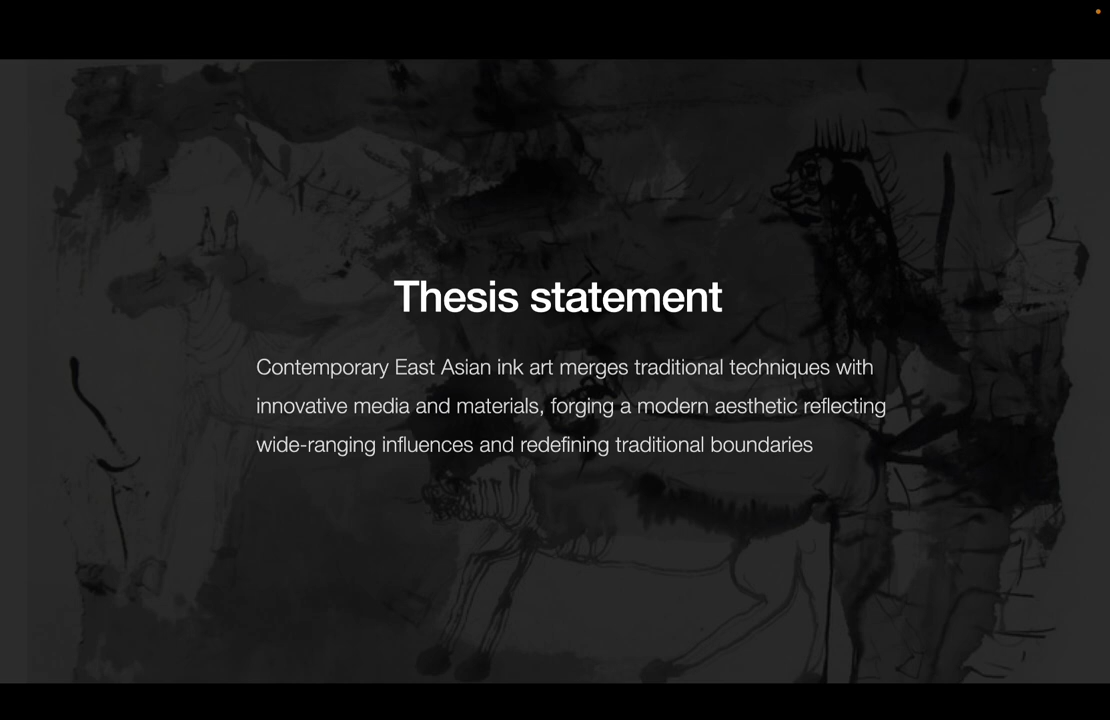 Thesis statement
Contemporary East Asian ink art merges traditional techniques with
innovative media and materials, forging a modern aesthetic reflecting
wide-ranging influences and redefining traditional boundaries